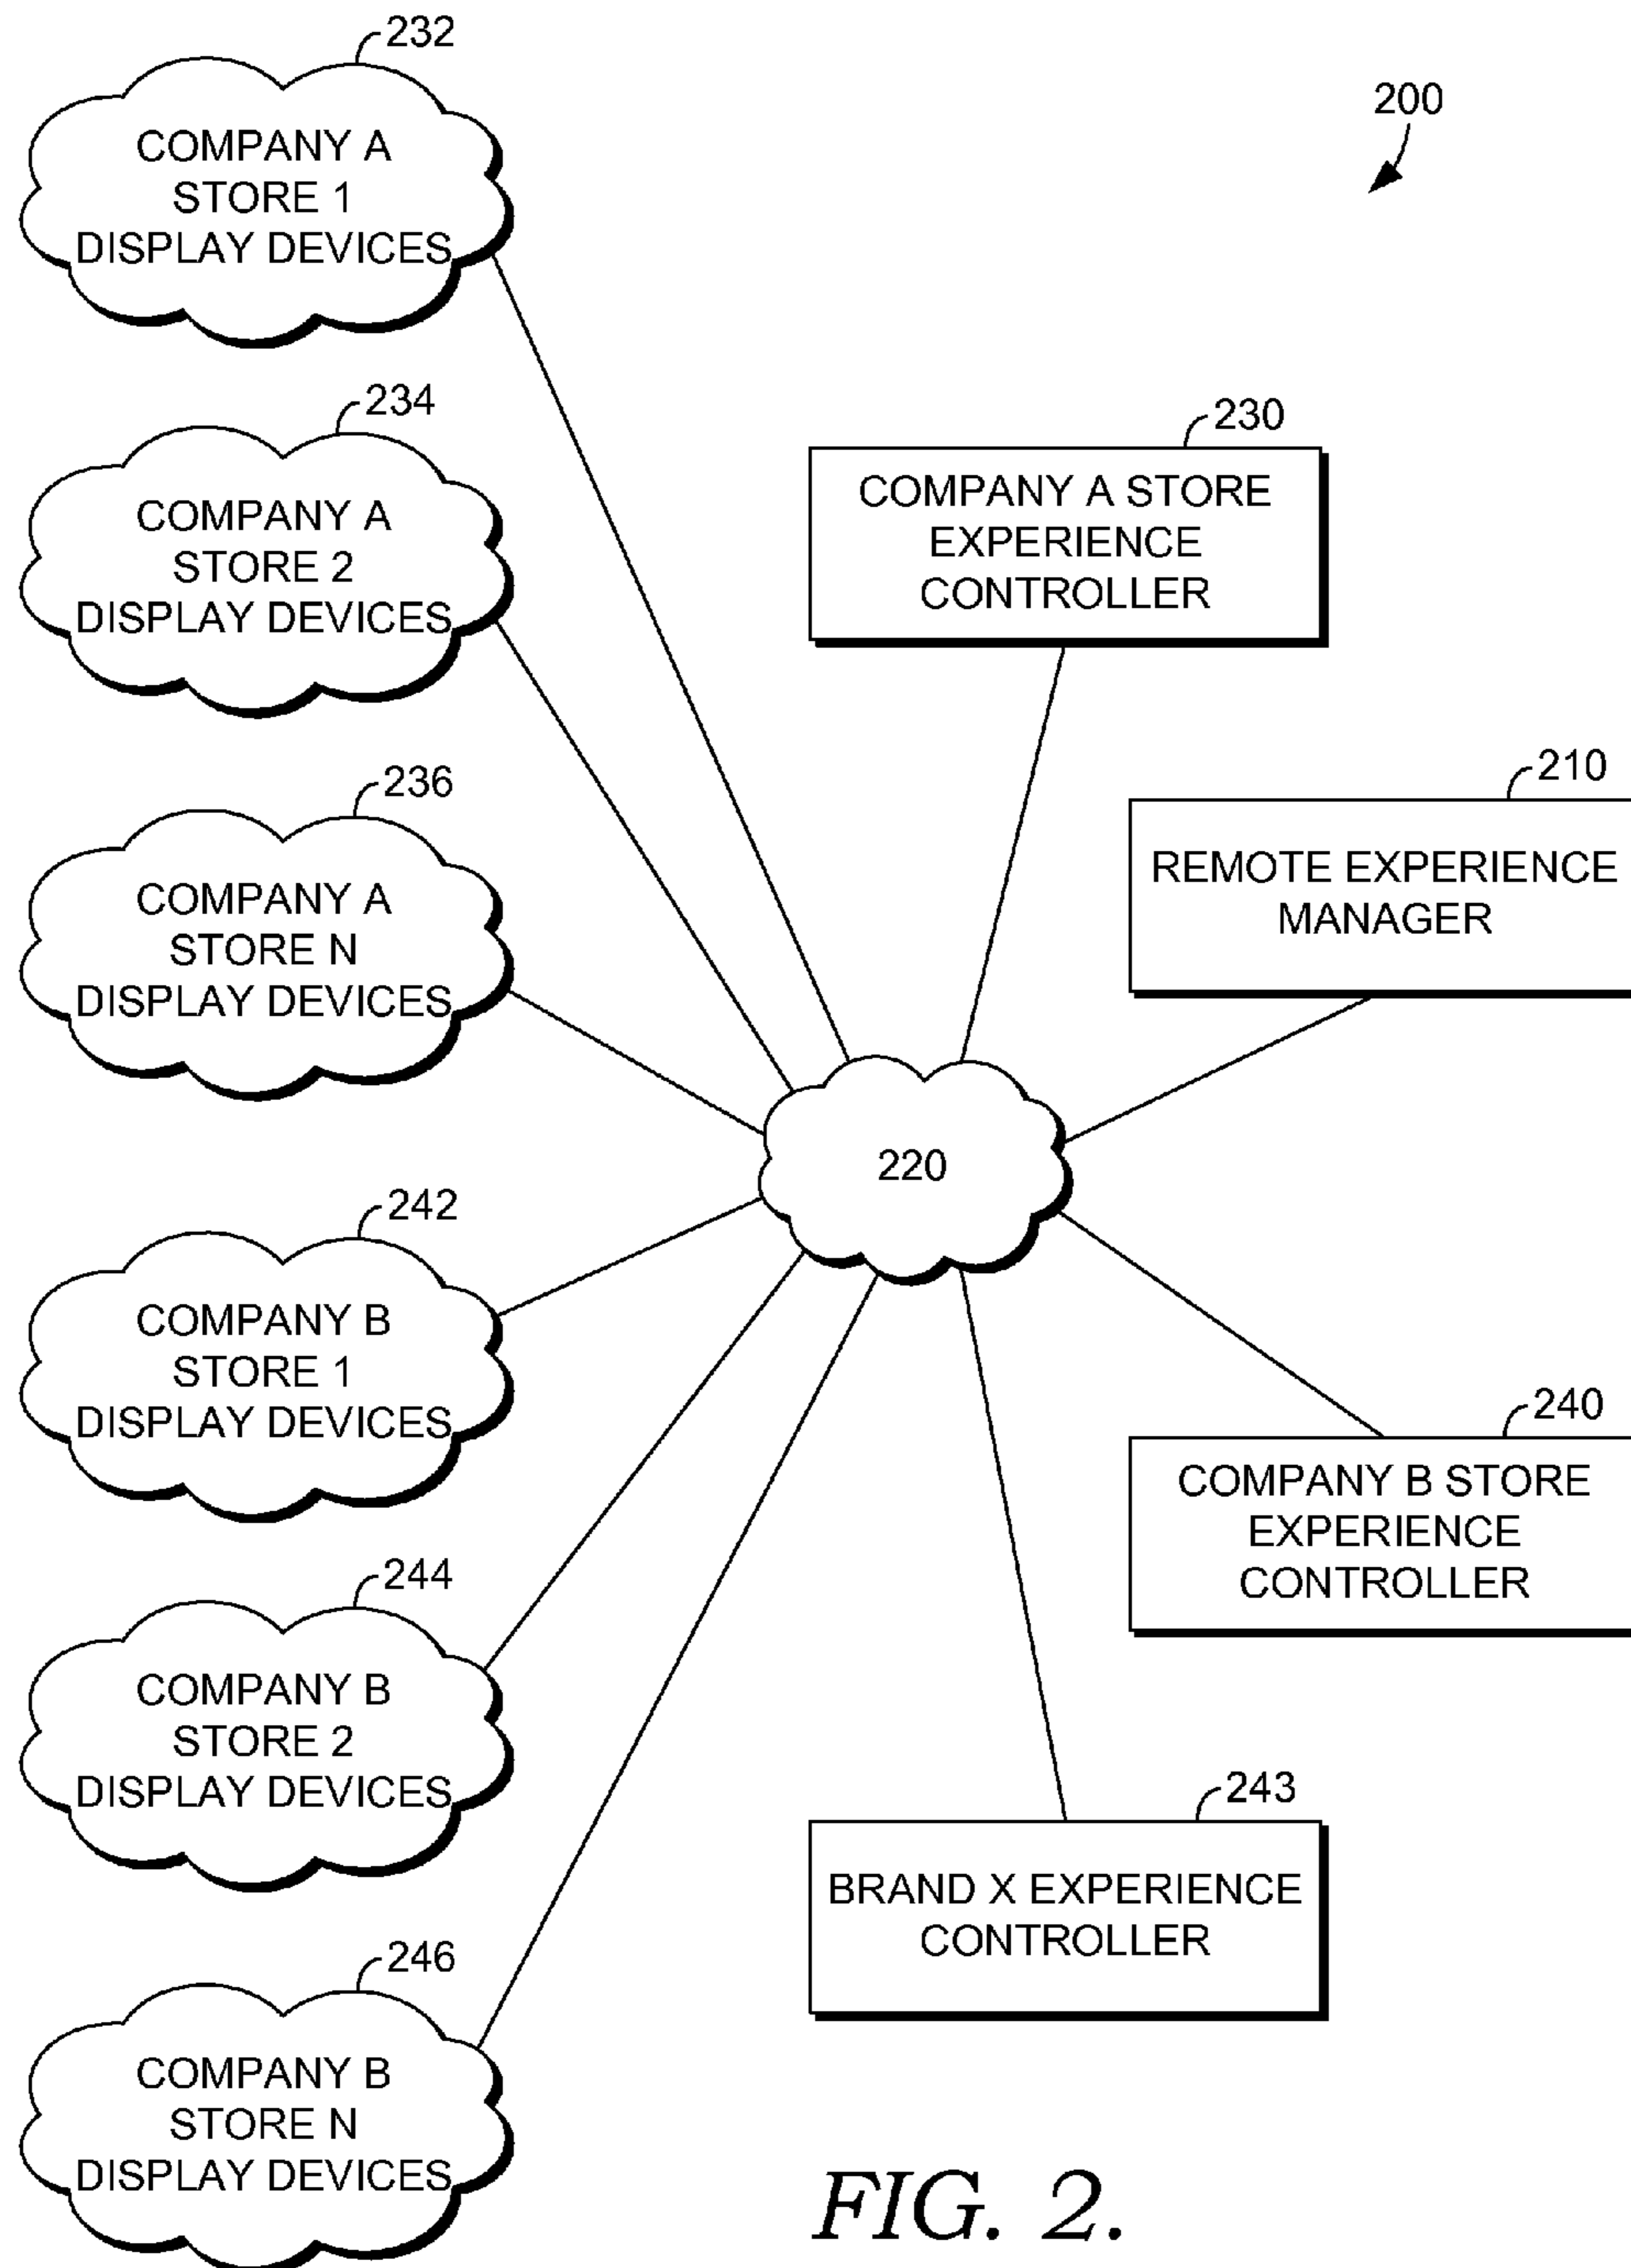 232
COMPANY A
STORE 1
DISPLAY DEVICES
200
234
COMPANY A
STORE 2
DISPLAY DEVICES
230
COMPANY A STORE
EXPERIENCE
CONTROLLER
236
COMPANY A
STORE N
DISPLAY DEVICES
210
REMOTE EXPERIENCE
MANAGER
220
242
COMPANY B
STORE 1
DISPLAY DEVICES
240
COMPANY B STORE
EXPERIENCE
CONTROLLER
244
COMPANY B
STORE 2
DISPLAY DEVICES
243
BRAND X EXPERIENCE
CONTROLLER
246
COMPANY B
STORE N
DISPLAY DEVICES
FIG. 2.